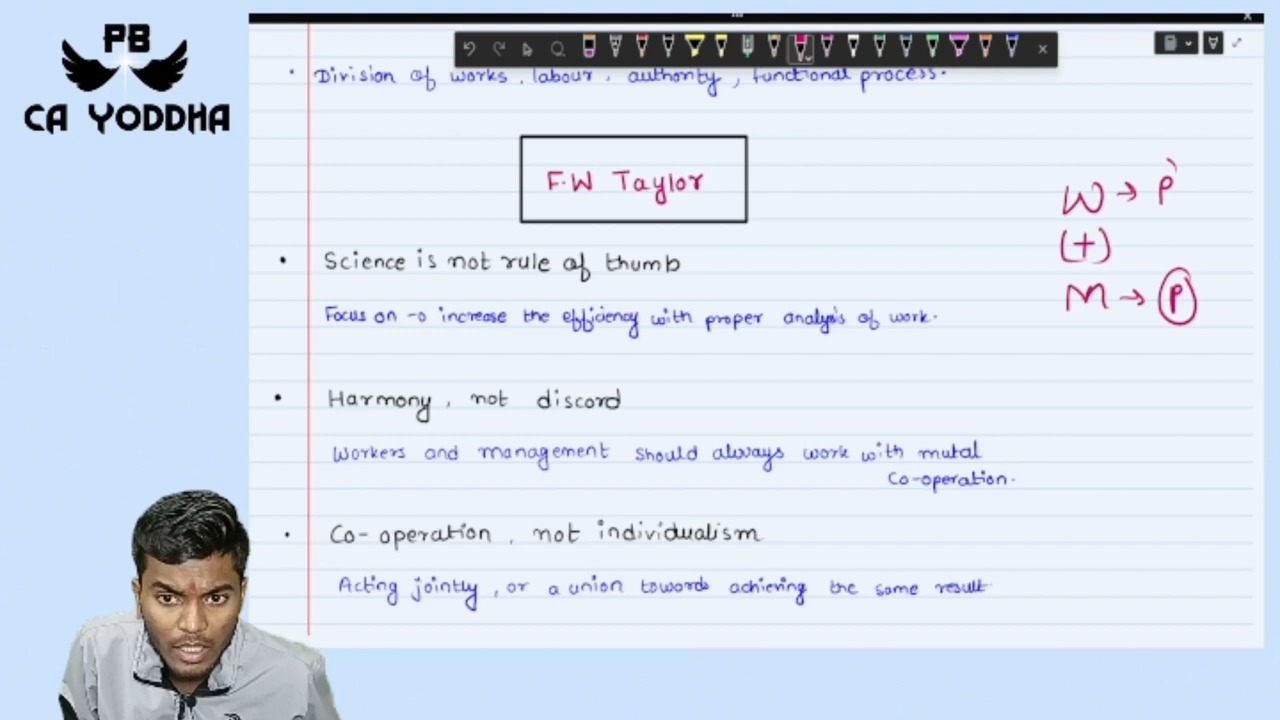 PB
CA YODDHA
• Division of works, labour, authority, functional process.
F.W Taylor
W → P
(+)
M → P
• Science is not rule of thumb
Focus on → increase the efficiency with proper analysis of work.
• Harmony, not discord
Workers and management should always work with mutal
Co-operation.
• Co-operation, not individualism
Acting jointly, or a union towards achieving the same result